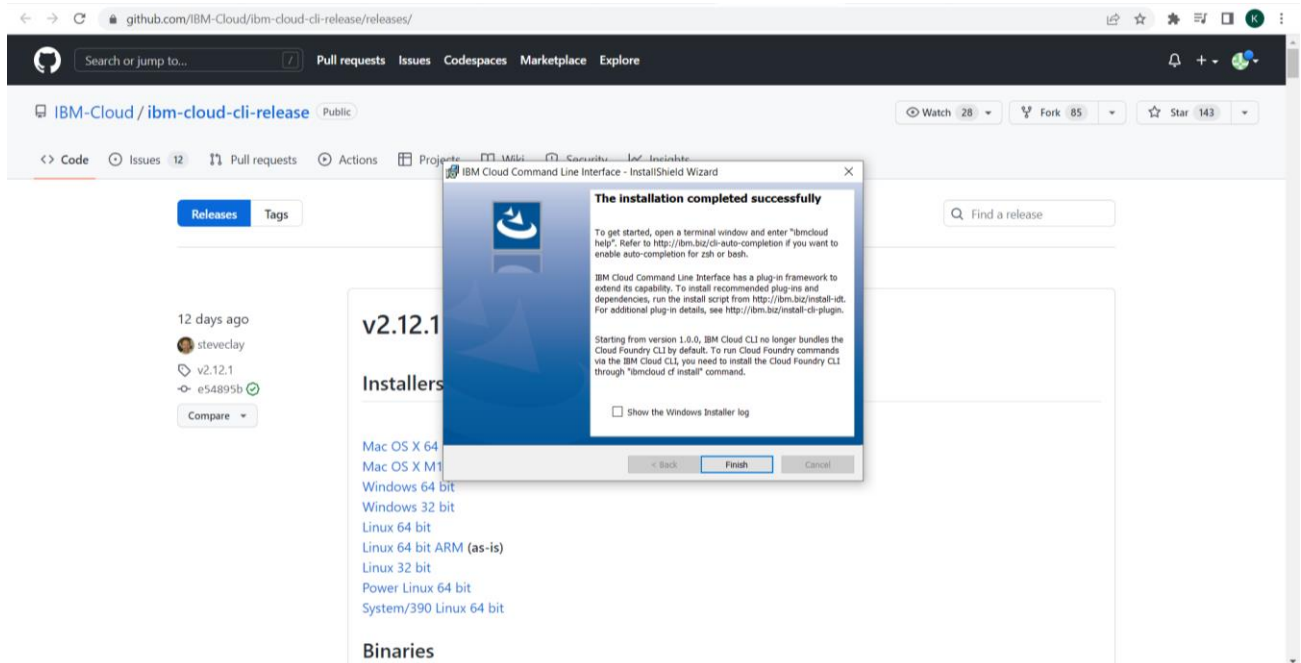 github.com/IBM-Cloud/ibm-cloud-cli-release/releases/
K
Search or jump to... /
Pull requests Issues Codespaces Marketplace Explore
IBM-Cloud / ibm-cloud-cli-release Public
Watch 28 Fork 85 Star 143
Code Issues 12 Pull requests Actions Projects Wiki Security Insights
IBM Cloud Command Line Interface - InstallShield Wizard
The installation completed successfully
To get started, open a terminal window and enter "ibmcloud
help". Refer to http://ibm.biz/cli-auto-completion if you want to
enable auto-completion for zsh or bash.
IBM Cloud Command Line Interface has a plug-in framework to
extend its capability. To install recommended plug-ins and
dependencies, run the install script from http://ibm.biz/install-idt.
For additional plug-in details, see http://ibm.biz/install-cli-plugin.
Starting from version 1.0.0, IBM Cloud CLI no longer bundles the
Cloud Foundry CLI by default. To run Cloud Foundry commands
via the IBM Cloud CLI, you need to install the Cloud Foundry CLI
through "ibmcloud cf install" command.
Show the Windows Installer log
< Back Finish Cancel
Releases Tags
Find a release
12 days ago
steveclay
v2.12.1
e54895b
Compare
v2.12.1
Installers
Mac OS X 64
Mac OS X M1
Windows 64 bit
Windows 32 bit
Linux 64 bit
Linux 64 bit ARM (as-is)
Linux 32 bit
Power Linux 64 bit
System/390 Linux 64 bit
Binaries